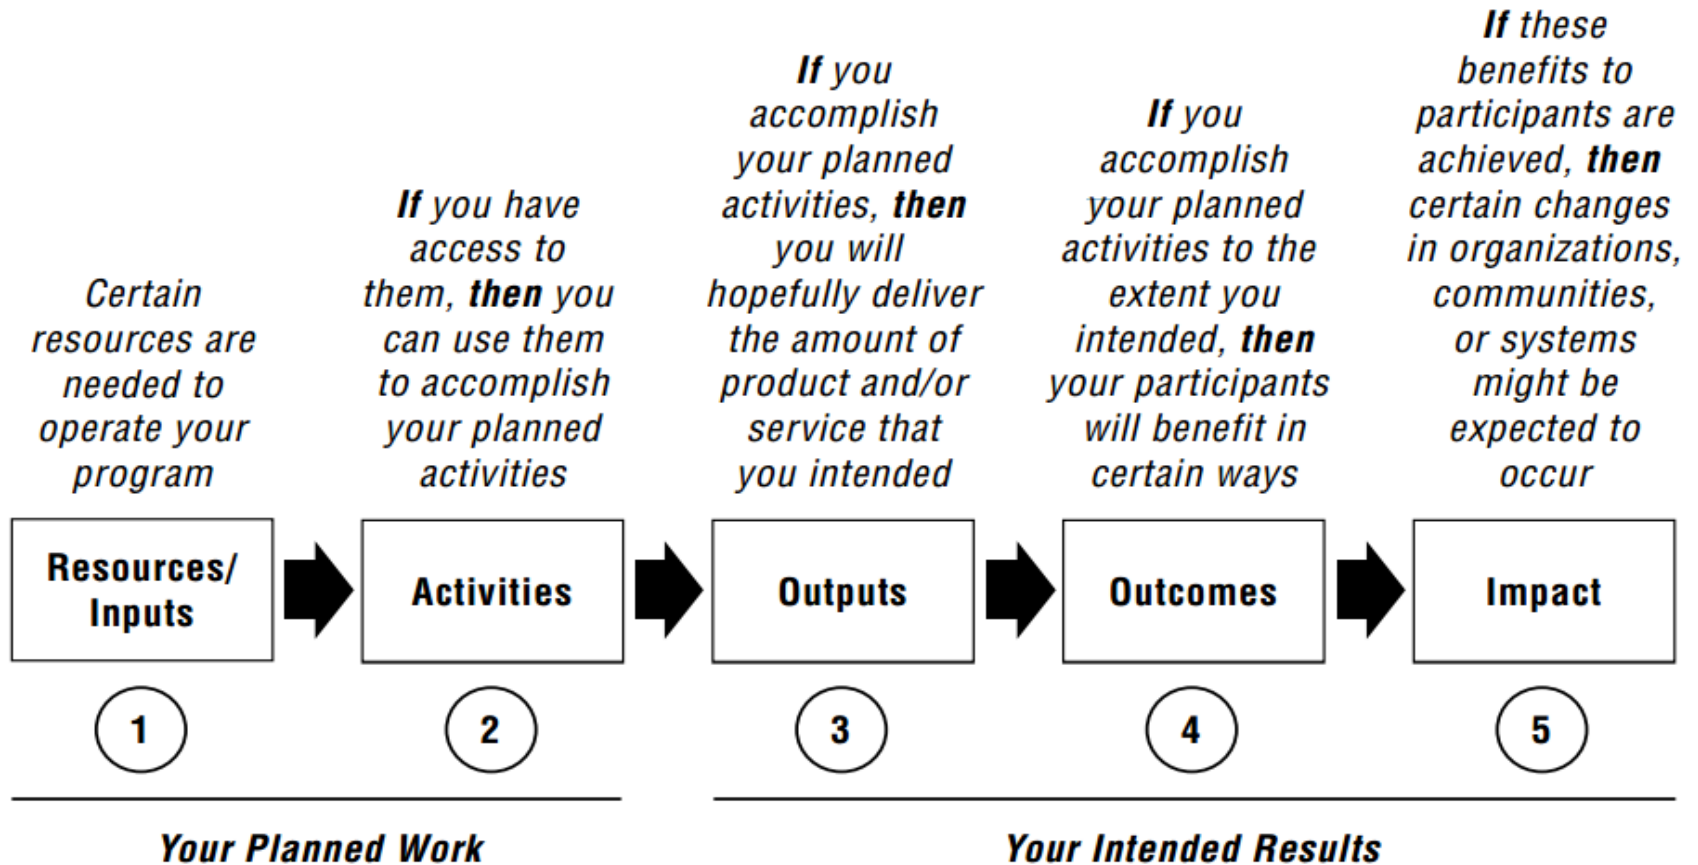 Certain
resources are
needed to
operate your
program
If you have
access to
them, then you
can use them
to accomplish
your planned
activities
If you
accomplish
your planned
activities, then
you will
hopefully deliver
the amount of
product and/or
service that
you intended
If you
accomplish
your planned
activities to the
extent you
intended, then
your participants
will benefit in
certain ways
If these
benefits to
participants are
achieved, then
certain changes
in organizations,
communities,
or systems
might be
expected to
occur
Resources/
Inputs
Activities
Outputs
Outcomes
Impact
1
2
3
4
5
Your Planned Work
Your Intended Results